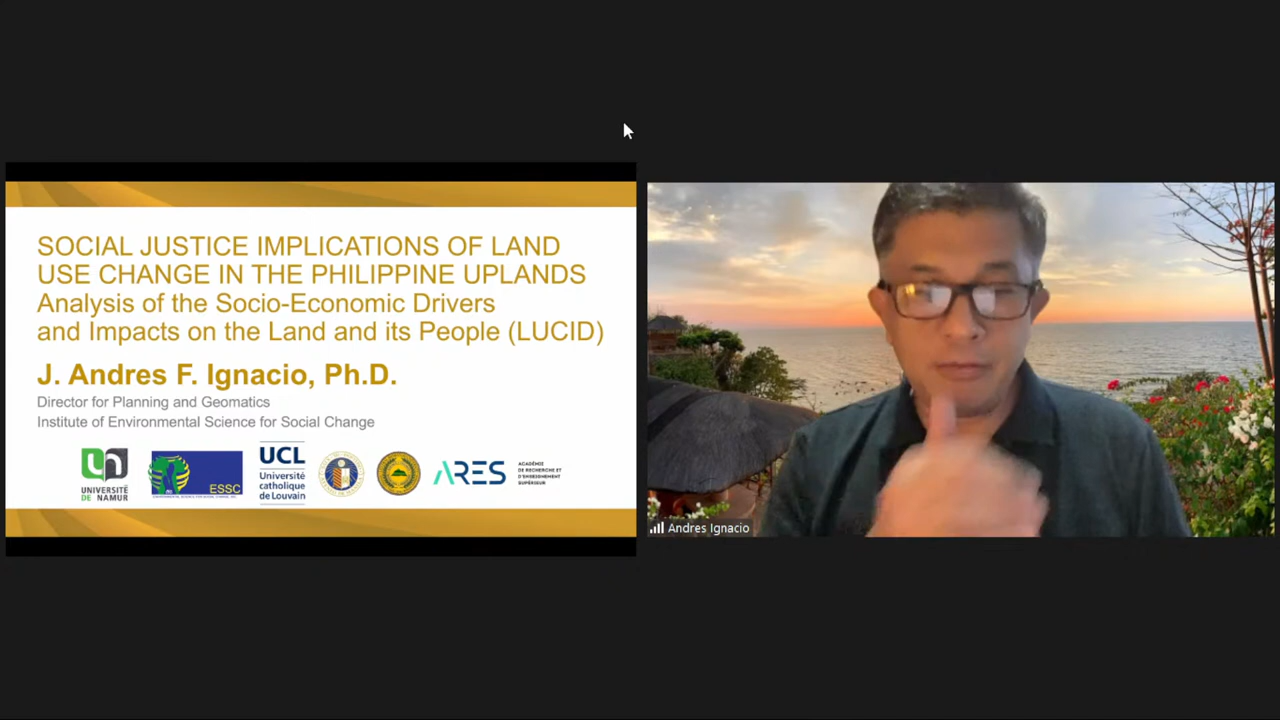 SOCIAL JUSTICE IMPLICATIONS OF LAND
USE CHANGE IN THE PHILIPPINE UPLANDS
Analysis of the Socio-Economic Drivers
and Impacts on the Land and its People (LUCID)
J. Andres F. Ignacio, Ph.D.
Director for Planning and Geomatics
Institute of Environmental Science for Social Change
UNIVERSITÉ
DE NAMUR
ESSC
UCL
Université
catholique
de Louvain
ARES
ACADÉMIE
DE RECHERCHE ET
D'ENSEIGNEMENT
SUPÉRIEUR
Andres Ignacio